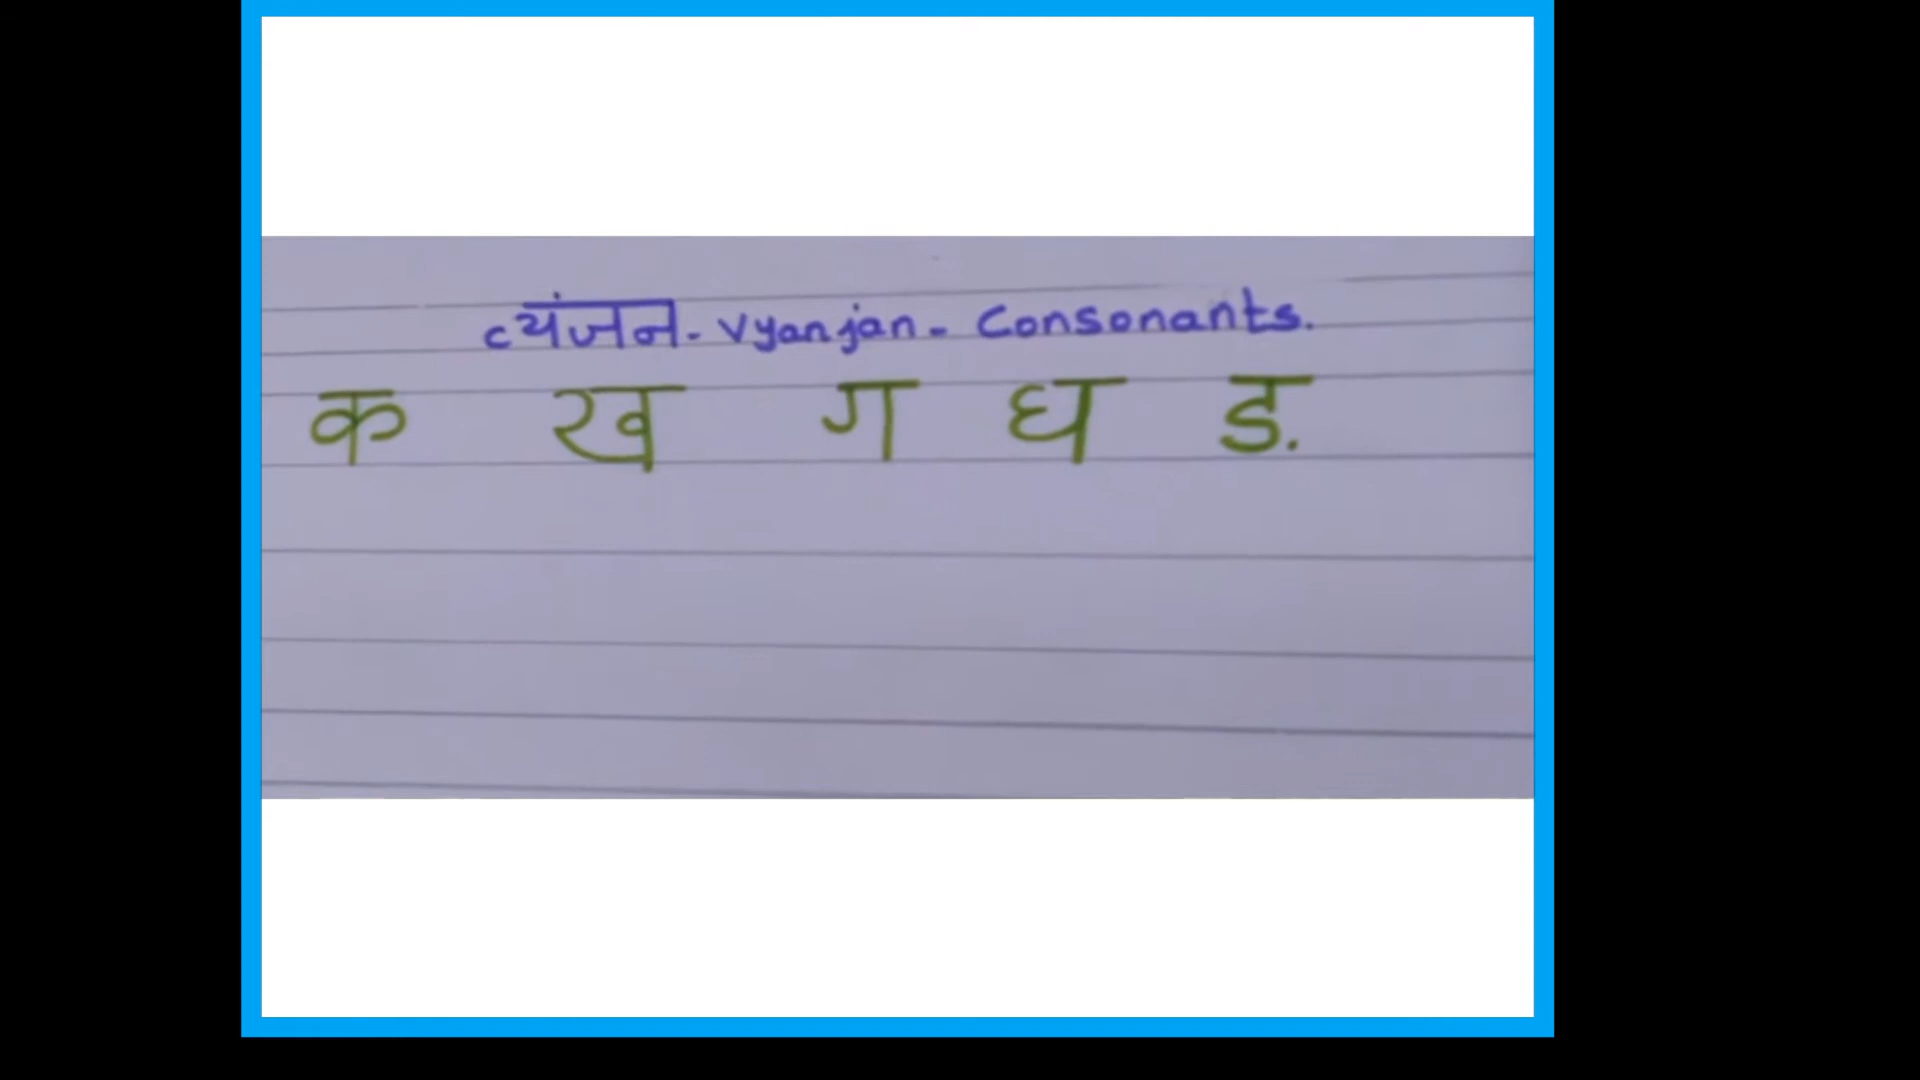 व्यंजन - Vyanjan - Consonants.
क ख ग घ ङ